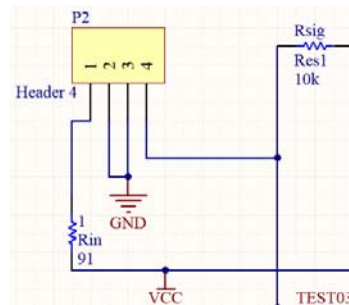 P2
1 2 3 4
Header 4
Rsig
Res1
10k
GND
1
Rin
91
VCC
TEST03